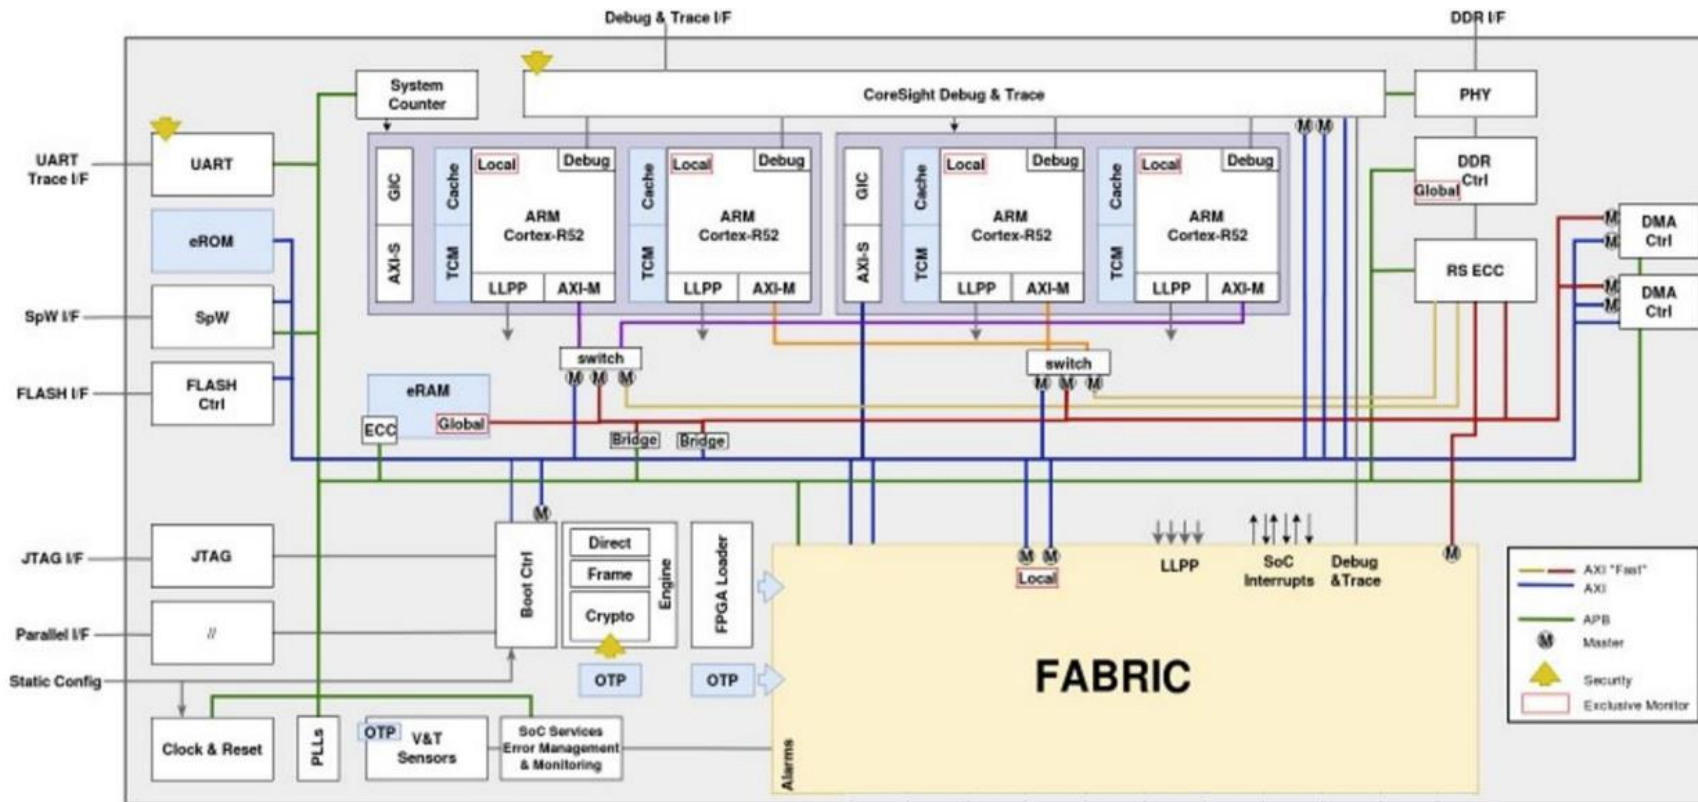 Debug & Trace I/F
DDR I/F
System
Counter
CoreSight Debug & Trace
PHY
M
M
UART
Trace I/F
UART
GIC
AXI-S
Cache
TCM
Local
Debug
ARM
Cortex-R52
LLPP
AXI-M
Cache
TCM
Local
Debug
ARM
Cortex-R52
LLPP
AXI-M
GIC
AXI-S
Cache
TCM
Local
Debug
ARM
Cortex-R52
LLPP
AXI-M
Cache
TCM
Local
Debug
ARM
Cortex-R52
LLPP
AXI-M
DDR
Ctrl
Global
RS ECC
M
M
DMA
Ctrl
M
M
DMA
Ctrl
eROM
SpW I/F
SpW
FLASH I/F
FLASH
Ctrl
switch
M
M
M
switch
M
M
M
eRAM
Global
ECC
Bridge
Bridge
M
JTAG I/F
JTAG
Parallel I/F
//
Static Config
Boot Ctrl
Direct
Frame
Crypto
Engine
FPGA Loader
OTP
OTP
M
M
Local
LLPP
SoC
Interrupts
Debug
&Trace
M
FABRIC
Alarms
Clock & Reset
PLLs
OTP
V&T
Sensors
SoC Services
Error Management
& Monitoring
AXI "Fast"
AXI
APB
M
Master
Security
Exclusive Monitor